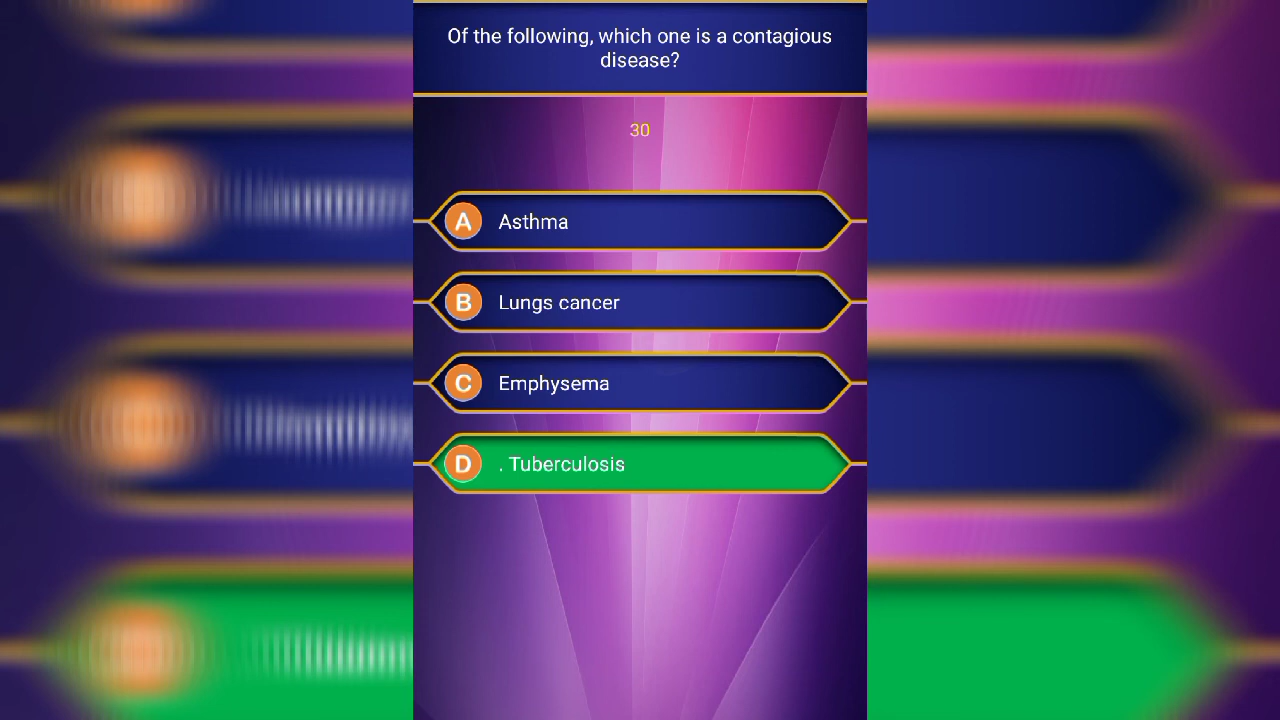 Of the following, which one is a contagious
disease?
30
A Asthma
B Lungs cancer
C Emphysema
D . Tuberculosis